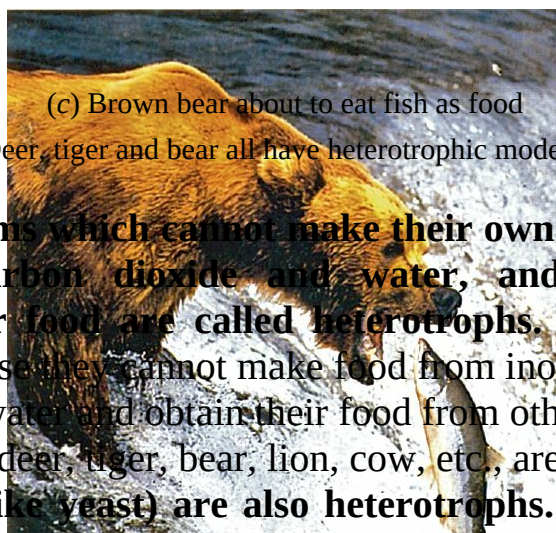 (c) Brown bear about to eat fish as food
eer, tiger and bear all have heterotrophic mode
ms which cannot make their own
rbon dioxide and water, and
r food are called heterotrophs.
se they cannot make food from ino
vater and obtain their food from oth
deer, tiger, bear, lion, cow, etc., are
ike yeast) are also heterotrophs.